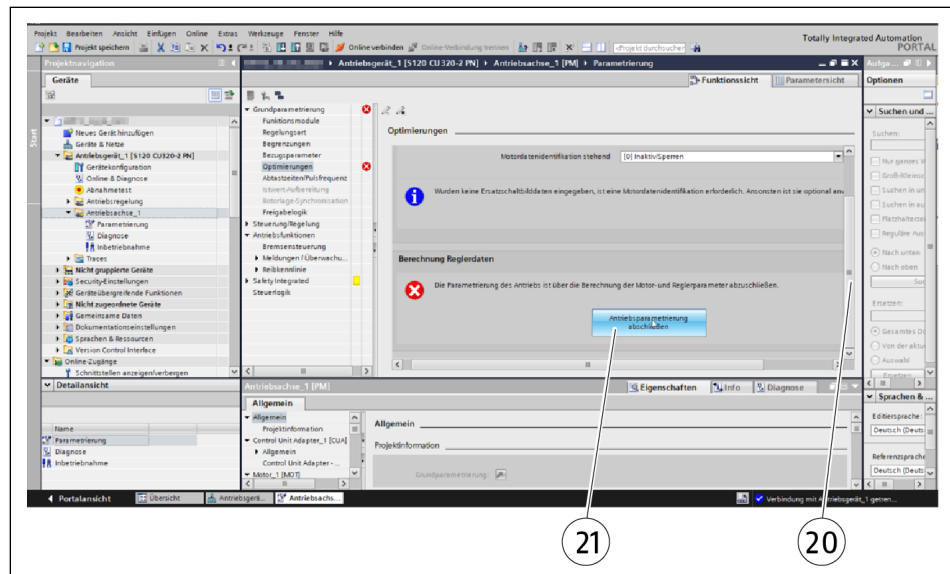 Projekt Bearbeiten Ansicht Einfügen Online Extras Werkzeuge Fenster Hilfe
Totally Integrated Automation
PORTAL
Projekt speichern
Online verbinden
Online-Verbindung trennen
<Projekt durchsuchen>
Projektnavigation
Antriebsgerät_1 [S120 CU320-2 PN] Antriebsachse_1 [PM] Parametrierung
Aufga...
Geräte
Funktionssicht
Parametersicht
Optionen
Start
Neues Gerät hinzufügen
Geräte & Netze
Antriebsgerät_1 [S120 CU320-2 PN]
Gerätekonfiguration
Online & Diagnose
Abnahmetest
Antriebsregelung
Antriebsachse_1
Parametrierung
Diagnose
Inbetriebnahme
Traces
Nicht gruppierte Geräte
Security-Einstellungen
Geräteübergreifende Funktionen
Nicht zugeordnete Geräte
Gemeinsame Daten
Dokumentationseinstellungen
Sprachen & Ressourcen
Version Control Interface
Online-Zugänge
Schnittstellen anzeigen/verbergen
Grundparametrierung
Funktionsmodule
Regelungsart
Begrenzungen
Bezugsparameter
Optimierungen
Abtastzeiten/Pulsfrequenz
Istwert-Aufbereitung
Rotorlage-Synchronisation
Freigabelogik
Steuerung/Regelung
Antriebsfunktionen
Bremsensteuerung
Meldungen / Überwachu...
Reibkennlinie
Safety Integrated
Steuerlogik
Optimierungen
Motordatenidentifikation stehend [0] Inaktiv/Sperren
Wurden keine Ersatzschaltbilddaten eingegeben, ist eine Motordatenidentifikation erforderlich. Ansonsten ist sie optional
Berechnung Reglerdaten
Die Parametrierung des Antriebs ist über die Berechnung der Motor- und Reglerparameter abzuschließen.
Antriebsparametrierung
abschließen
Suchen und ...
Suchen:
Nur ganzes
Groß-/Kleinsc
Suchen in un
Suchen in au
Platzhalterze
Reguläre Aus
Nach unten
Nach oben
Ersetzen:
Gesamtes
Von der aktu
Auswahl
Ersetzen
Sprachen & ...
Editiersprache:
Deutsch (Deuts
Referenzsprache
Deutsch (Deuts
Detailansicht
Name
Parametrierung
Diagnose
Inbetriebnahme
Antriebsachse_1 [PM]
Eigenschaften
Info
Diagnose
Allgemein
Allgemein
Projektinformation
Control Unit Adapter_1 [CUA]
Allgemein
Control Unit Adapter - ...
Motor_1 [MOT]
Allgemein
Projektinformation
Grundparametrierung:
Portalansicht
Übersicht
Antriebsgerä...
Antriebsachs...
Verbindung mit Antriebsgerät_1 getren...
21
20